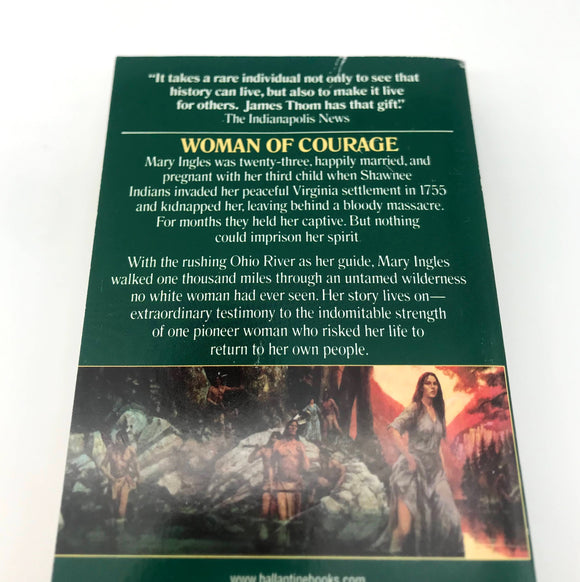 “It takes a rare individual not only to see that
history can live, but also to make it live
for others. James Thom has that gift.”
The Indianapolis News
WOMAN OF COURAGE
Mary Ingles was twenty-three, happily married, and
pregnant with her third child when Shawnee
Indians invaded her peaceful Virginia settlement in 1755
and kidnapped her, leaving behind a bloody massacre.
For months they held her captive. But nothing
could imprison her spirit.
With the rushing Ohio River as her guide, Mary Ingles
walked one thousand miles through an untamed wilderness
no white woman had ever seen. Her story lives on—
extraordinary testimony to the indomitable strength
of one pioneer woman who risked her life to
return to her own people.
www.ballantinebooks.com